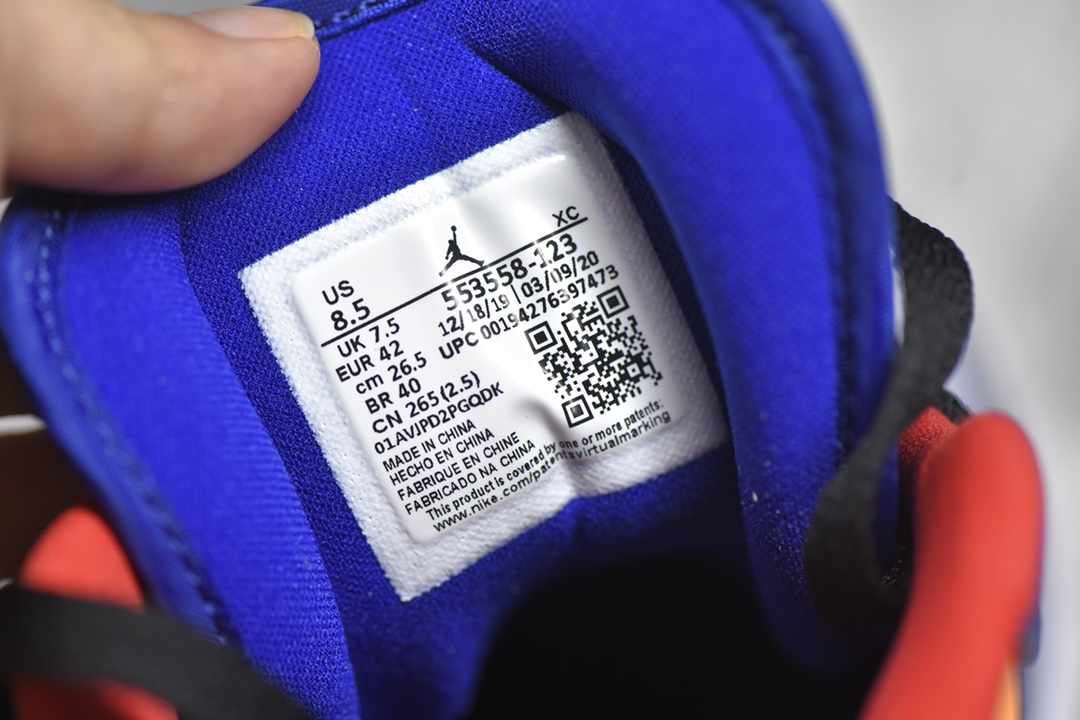 US
8.5
XC
UK 7.5
EUR 42
cm 26.5
BR 40
CN 265 (2.5)
01AVJPD2PGQDK
553558-123
12/18/19 | 03/09/20
UPC 00194276397473
MADE IN CHINA
HECHO EN CHINA
FABRIQUE EN CHINE
FABRICADO NA CHINA
This product is covered by one or more patents:
www.nike.com/patentsvirtualmarking